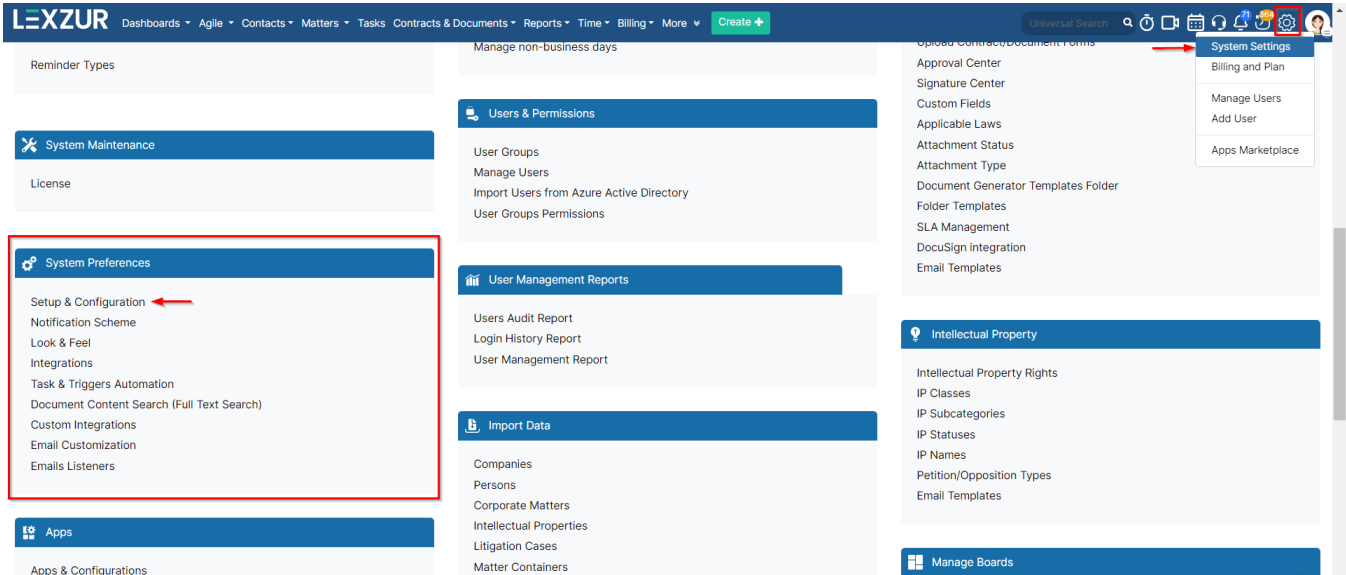 LEXZUR Dashboards Agile Contacts Matters Tasks Contracts & Documents Reports Time Billing More Create + Universal Search 71 364
System Settings
Billing and Plan
Manage Users
Add User
Apps Marketplace
Reminder Types
System Maintenance
License
System Preferences
Setup & Configuration
Notification Scheme
Look & Feel
Integrations
Task & Triggers Automation
Document Content Search (Full Text Search)
Custom Integrations
Email Customization
Emails Listeners
Apps
Apps & Configurations
Manage non-business days
Users & Permissions
User Groups
Manage Users
Import Users from Azure Active Directory
User Groups Permissions
User Management Reports
Users Audit Report
Login History Report
User Management Report
Import Data
Companies
Persons
Corporate Matters
Intellectual Properties
Litigation Cases
Matter Containers
Upload Contract/Document Forms
Approval Center
Signature Center
Custom Fields
Applicable Laws
Attachment Status
Attachment Type
Document Generator Templates Folder
Folder Templates
SLA Management
DocuSign integration
Email Templates
Intellectual Property
Intellectual Property Rights
IP Classes
IP Subcategories
IP Statuses
IP Names
Petition/Opposition Types
Email Templates
Manage Boards